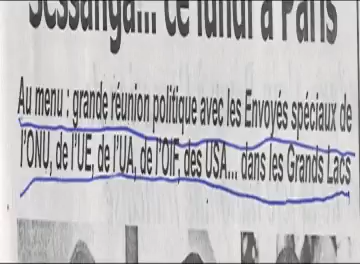 Sessanga... ce lundi à Paris
Au menu : grande réunion politique avec les Envoyés spéciaux de
l'ONU, de l'UE, de l'UA, de l'OIF, des USA... dans les Grands Lacs